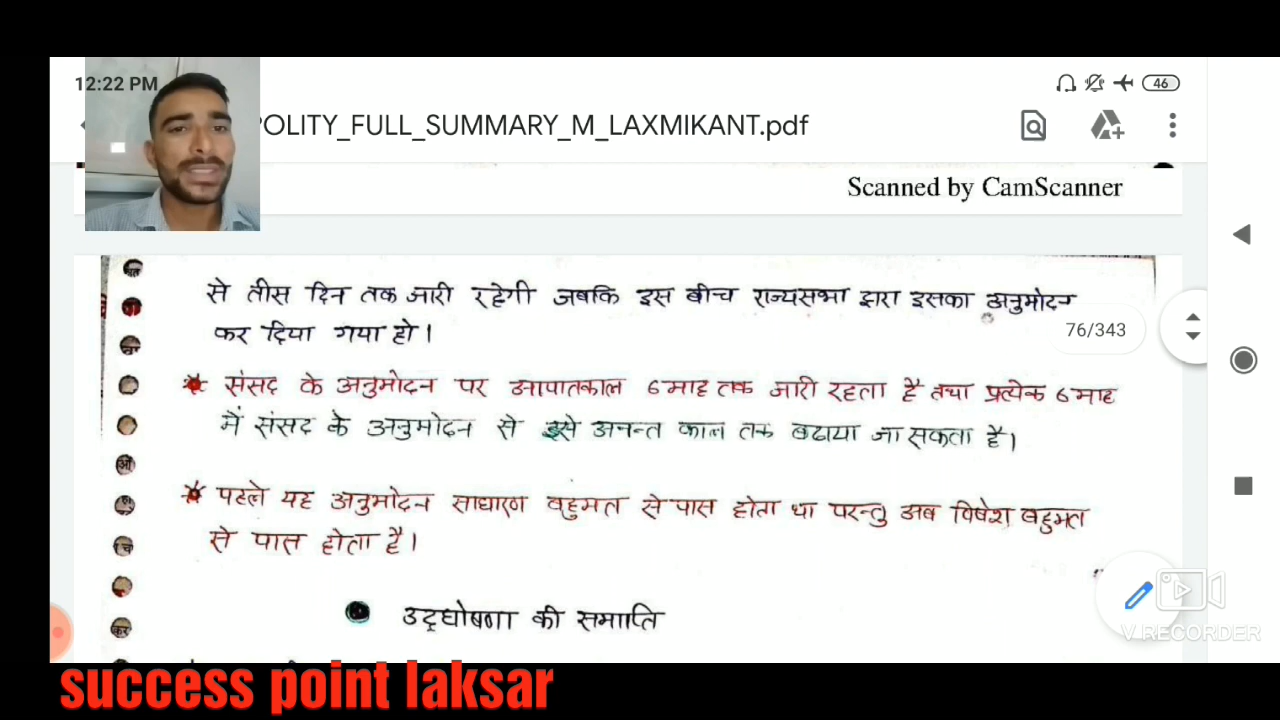 12:22 PM
46
OLITY_FULL_SUMMARY_M_LAXMIKANT.pdf
Scanned by CamScanner
से तीस दिन तक जारी रहेगी जबकि इस बीच राज्यसभा द्वारा इसका अनुमोदन
76/343
कर दिया गया हो।
संसद के अनुमोदन पर आपातकाल 6 माह तक जारी रहता है तथा प्रत्येक 6 माह
में संसद के अनुमोदन से इसे अनन्त काल तक बढाया जा सकता है।
पहले यह अनुमोदन साधारण बहुमत से पास होता था परन्तु अब विषेश बहुमत
से पास होता है।
उद्घोषणा की समाप्ति
V RECORDER
success point laksar